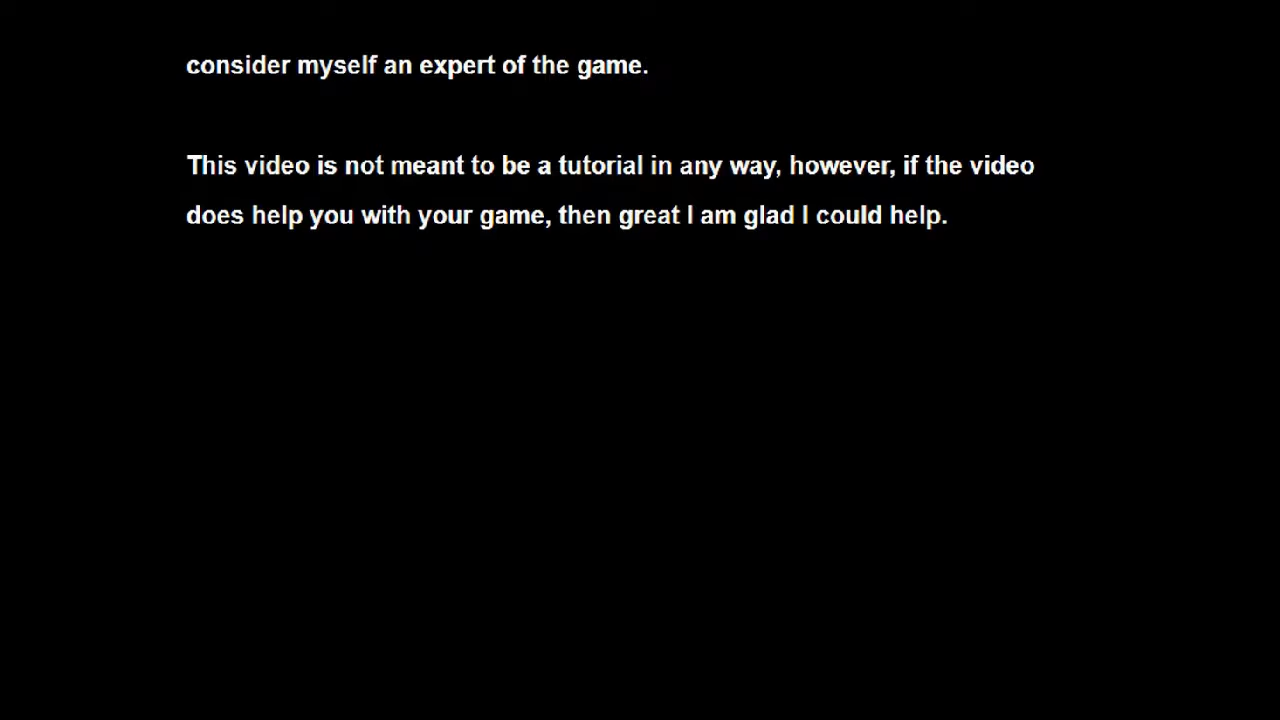 consider myself an expert of the game.
This video is not meant to be a tutorial in any way, however, if the video
does help you with your game, then great I am glad I could help.